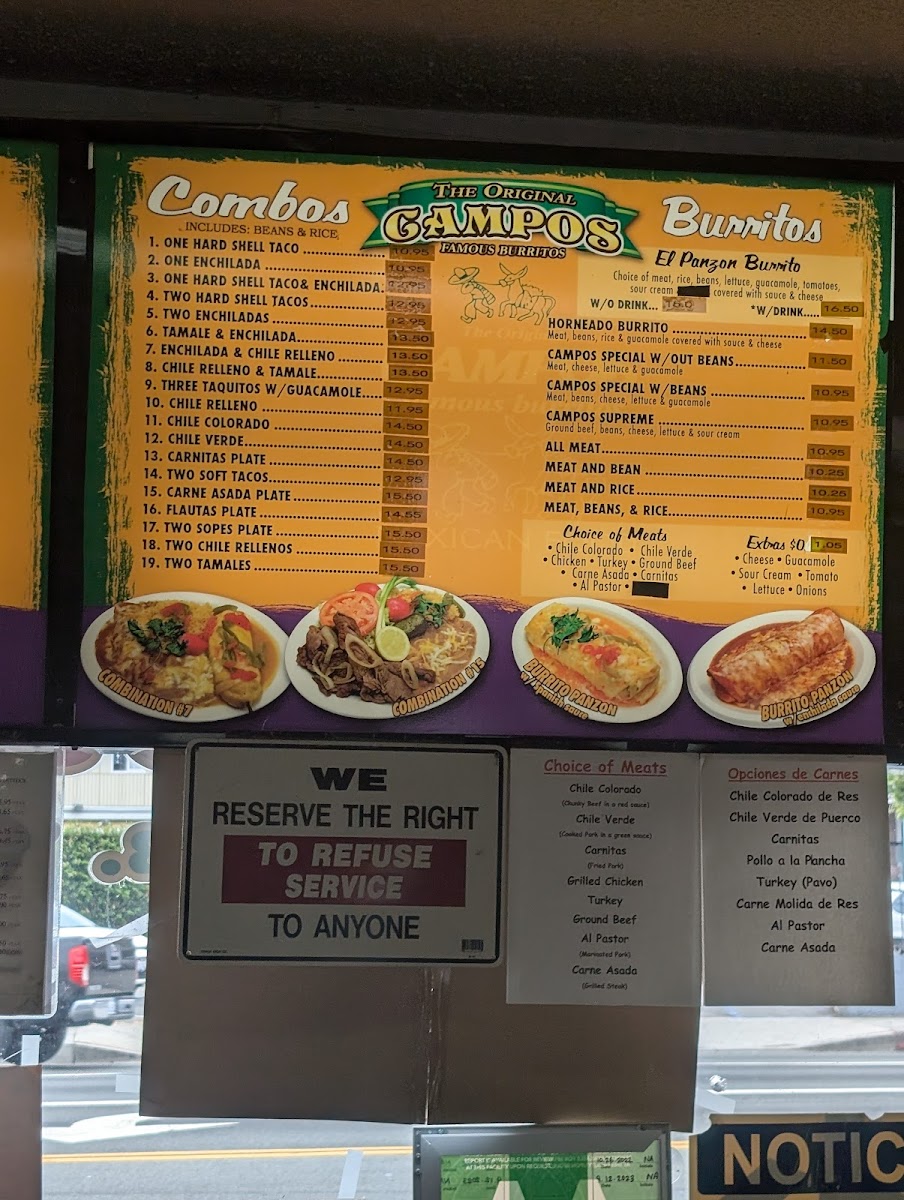 Combos
INCLUDES: BEANS & RICE
1. ONE HARD SHELL TACO 10.95
2. ONE ENCHILADA 10.95
3. ONE HARD SHELL TACO& ENCHILADA
4. TWO HARD SHELL TACOS 12.95
5. TWO ENCHILADAS 12.95
6. TAMALE & ENCHILADA 13.50
7. ENCHILADA & CHILE RELLENO 13.50
8. CHILE RELLENO & TAMALE 13.50
9. THREE TAQUITOS W/GUACAMOLE 12.95
10. CHILE RELLENO 11.95
11. CHILE COLORADO 14.50
12. CHILE VERDE 14.50
13. CARNITAS PLATE 14.50
14. TWO SOFT TACOS 12.95
15. CARNE ASADA PLATE 15.50
16. FLAUTAS PLATE 14.55
17. TWO SOPES PLATE 15.50
18. TWO CHILE RELLENOS 15.50
19. TWO TAMALES 15.50
THE ORIGINAL
CAMPOS
FAMOUS BURRITOS
Burritos
El Panzon Burrito
Choice of meat, rice, beans, lettuce, guacamole, tomatoes,
sour cream covered with sauce & cheese
W/O DRINK... 16.0 *W/DRINK..... 16.50
HORNEADO BURRITO 14.50
Meat, beans, rice & guacamole covered with sauce & cheese
CAMPOS SPECIAL W/OUT BEANS 11.50
Meat, cheese, lettuce & guacamole
CAMPOS SPECIAL W/BEANS 10.95
Meat, beans, cheese, lettuce & guacamole
CAMPOS SUPREME 10.95
Ground beef, beans, cheese, lettuce & sour cream
ALL MEAT 10.95
MEAT AND BEAN 10.25
MEAT AND RICE 10.25
MEAT, BEANS, & RICE 10.95
Choice of Meats
• Chile Colorado • Chile Verde
• Chicken • Turkey • Ground Beef
• Carne Asada • Carnitas
• Al Pastor •
Extras $0 1.05
• Cheese • Guacamole
• Sour Cream • Tomato
• Lettuce • Onions
COMBINATION #7
COMBINATION #15
BURRITO PANZON
w/ spanish sauce
BURRITO PANZON
w/ enchilada sauce
WE
RESERVE THE RIGHT
TO REFUSE
SERVICE
TO ANYONE
Choice of Meats
Chile Colorado
(Chunky Beef in a red sauce)
Chile Verde
(Cooked Pork in a green sauce)
Carnitas
(Fried Pork)
Grilled Chicken
Turkey
Ground Beef
Al Pastor
(Marinated Pork)
Carne Asada
(Grilled Steak)
Opciones de Carnes
Chile Colorado de Res
Chile Verde de Puerco
Carnitas
Pollo a la Pancha
Turkey (Pavo)
Carne Molida de Res
Al Pastor
Carne Asada
NOTIC